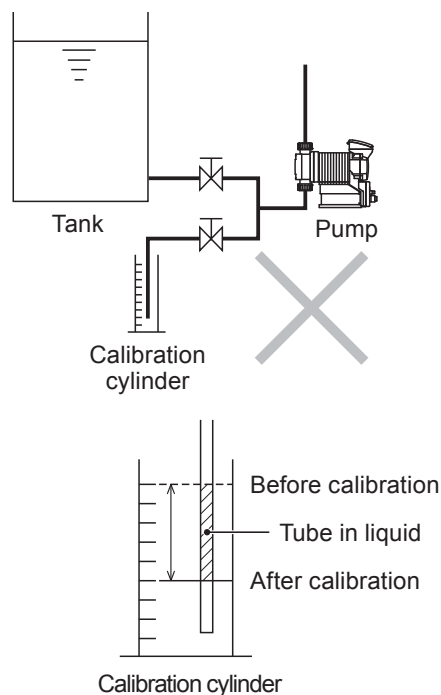 Tank
Pump
Calibration
cylinder
Before calibration
Tube in liquid
After calibration
Calibration cylinder